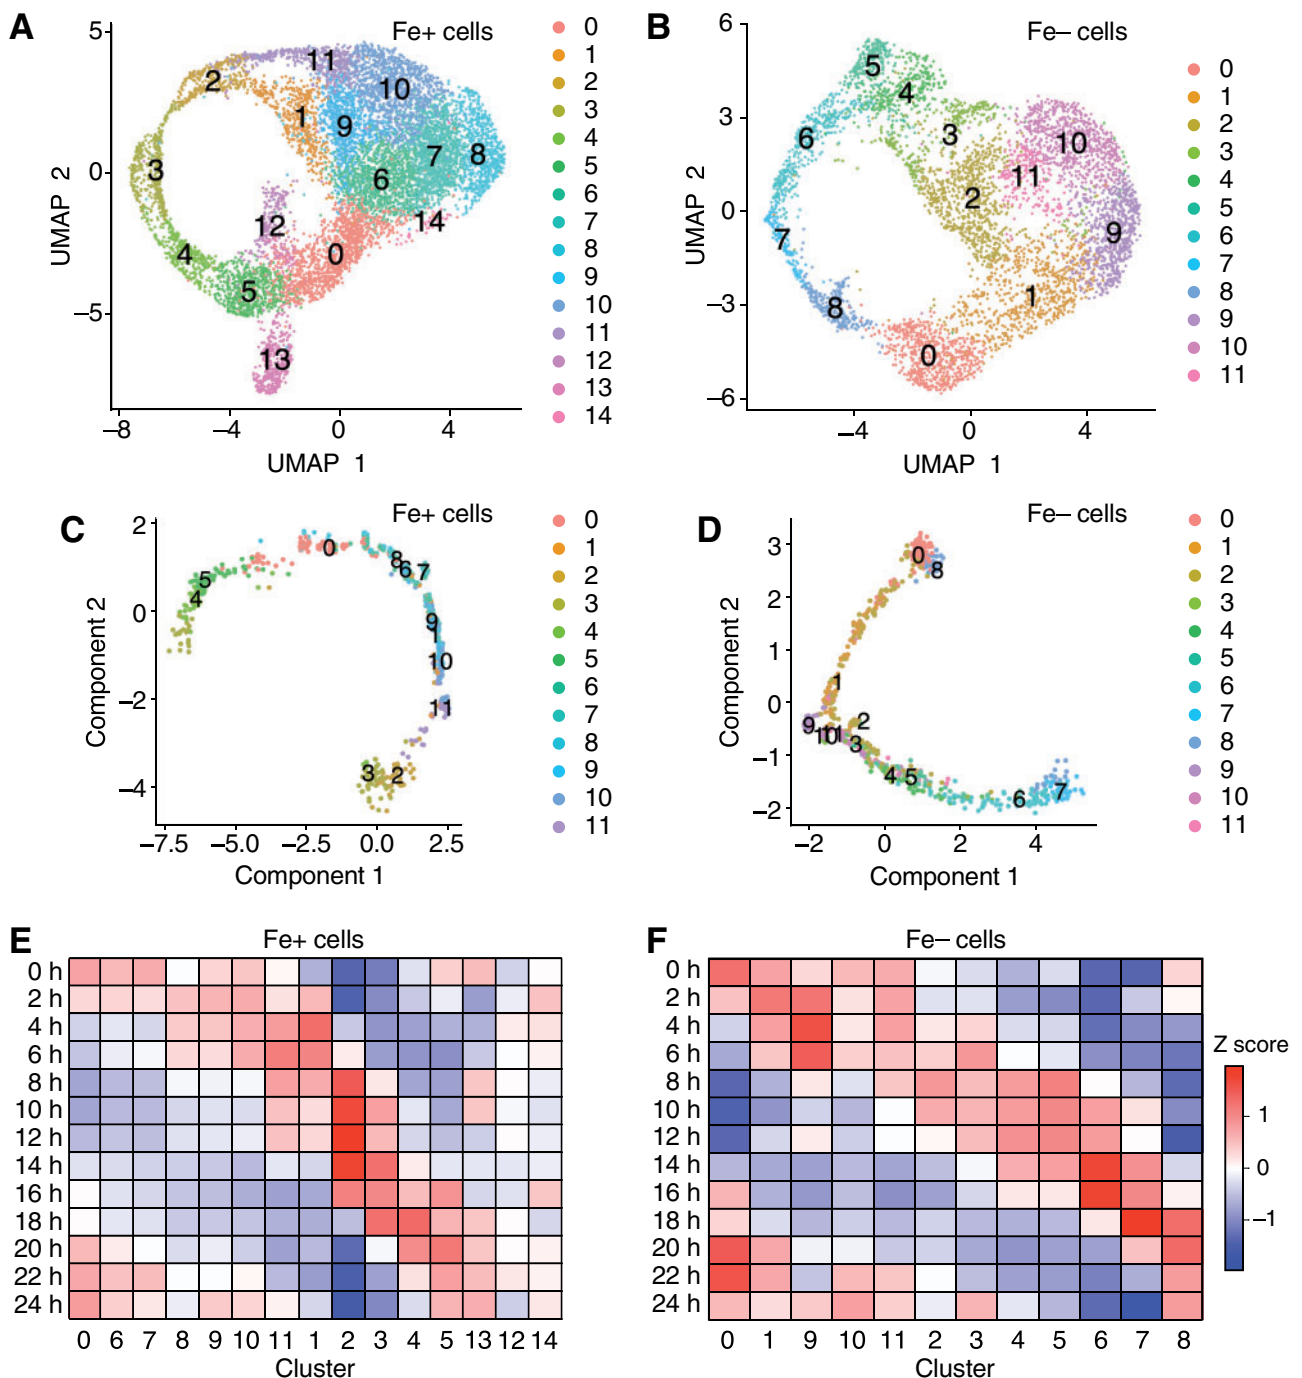 A
Fe+ cells
UMAP 2
5
0
−5
−8 −4 0 4
UMAP 1
11
2
10
1
9
7
8
3
6
12
14
4
0
5
13
0
1
2
3
4
5
6
7
8
9
10
11
12
13
14
B
Fe− cells
UMAP 2
6
3
0
−3
−6
−4 0 4
UMAP 1
5
4
6
3
10
11
2
7
9
8
1
0
0
1
2
3
4
5
6
7
8
9
10
11
C
Fe+ cells
Component 2
2
0
−2
−4
−7.5 −5.0 −2.5 0.0 2.5
Component 1
0
8
6 7
5
4
9
1
10
11
3 2
0
1
2
3
4
5
6
7
8
9
10
11
D
Fe− cells
Component 2
3
2
1
0
−1
−2
−2 0 2 4
Component 1
0
8
1
9
2
10
11
3
4 5
6 7
0
1
2
3
4
5
6
7
8
9
10
11
E
Fe+ cells
0 h
2 h
4 h
6 h
8 h
10 h
12 h
14 h
16 h
18 h
20 h
22 h
24 h
0 6 7 8 9 10 11 1 2 3 4 5 13 12 14
Cluster
F
Fe− cells
0 h
2 h
4 h
6 h
8 h
10 h
12 h
14 h
16 h
18 h
20 h
22 h
24 h
0 1 9 10 11 2 3 4 5 6 7 8
Cluster
Z score
1
0
−1